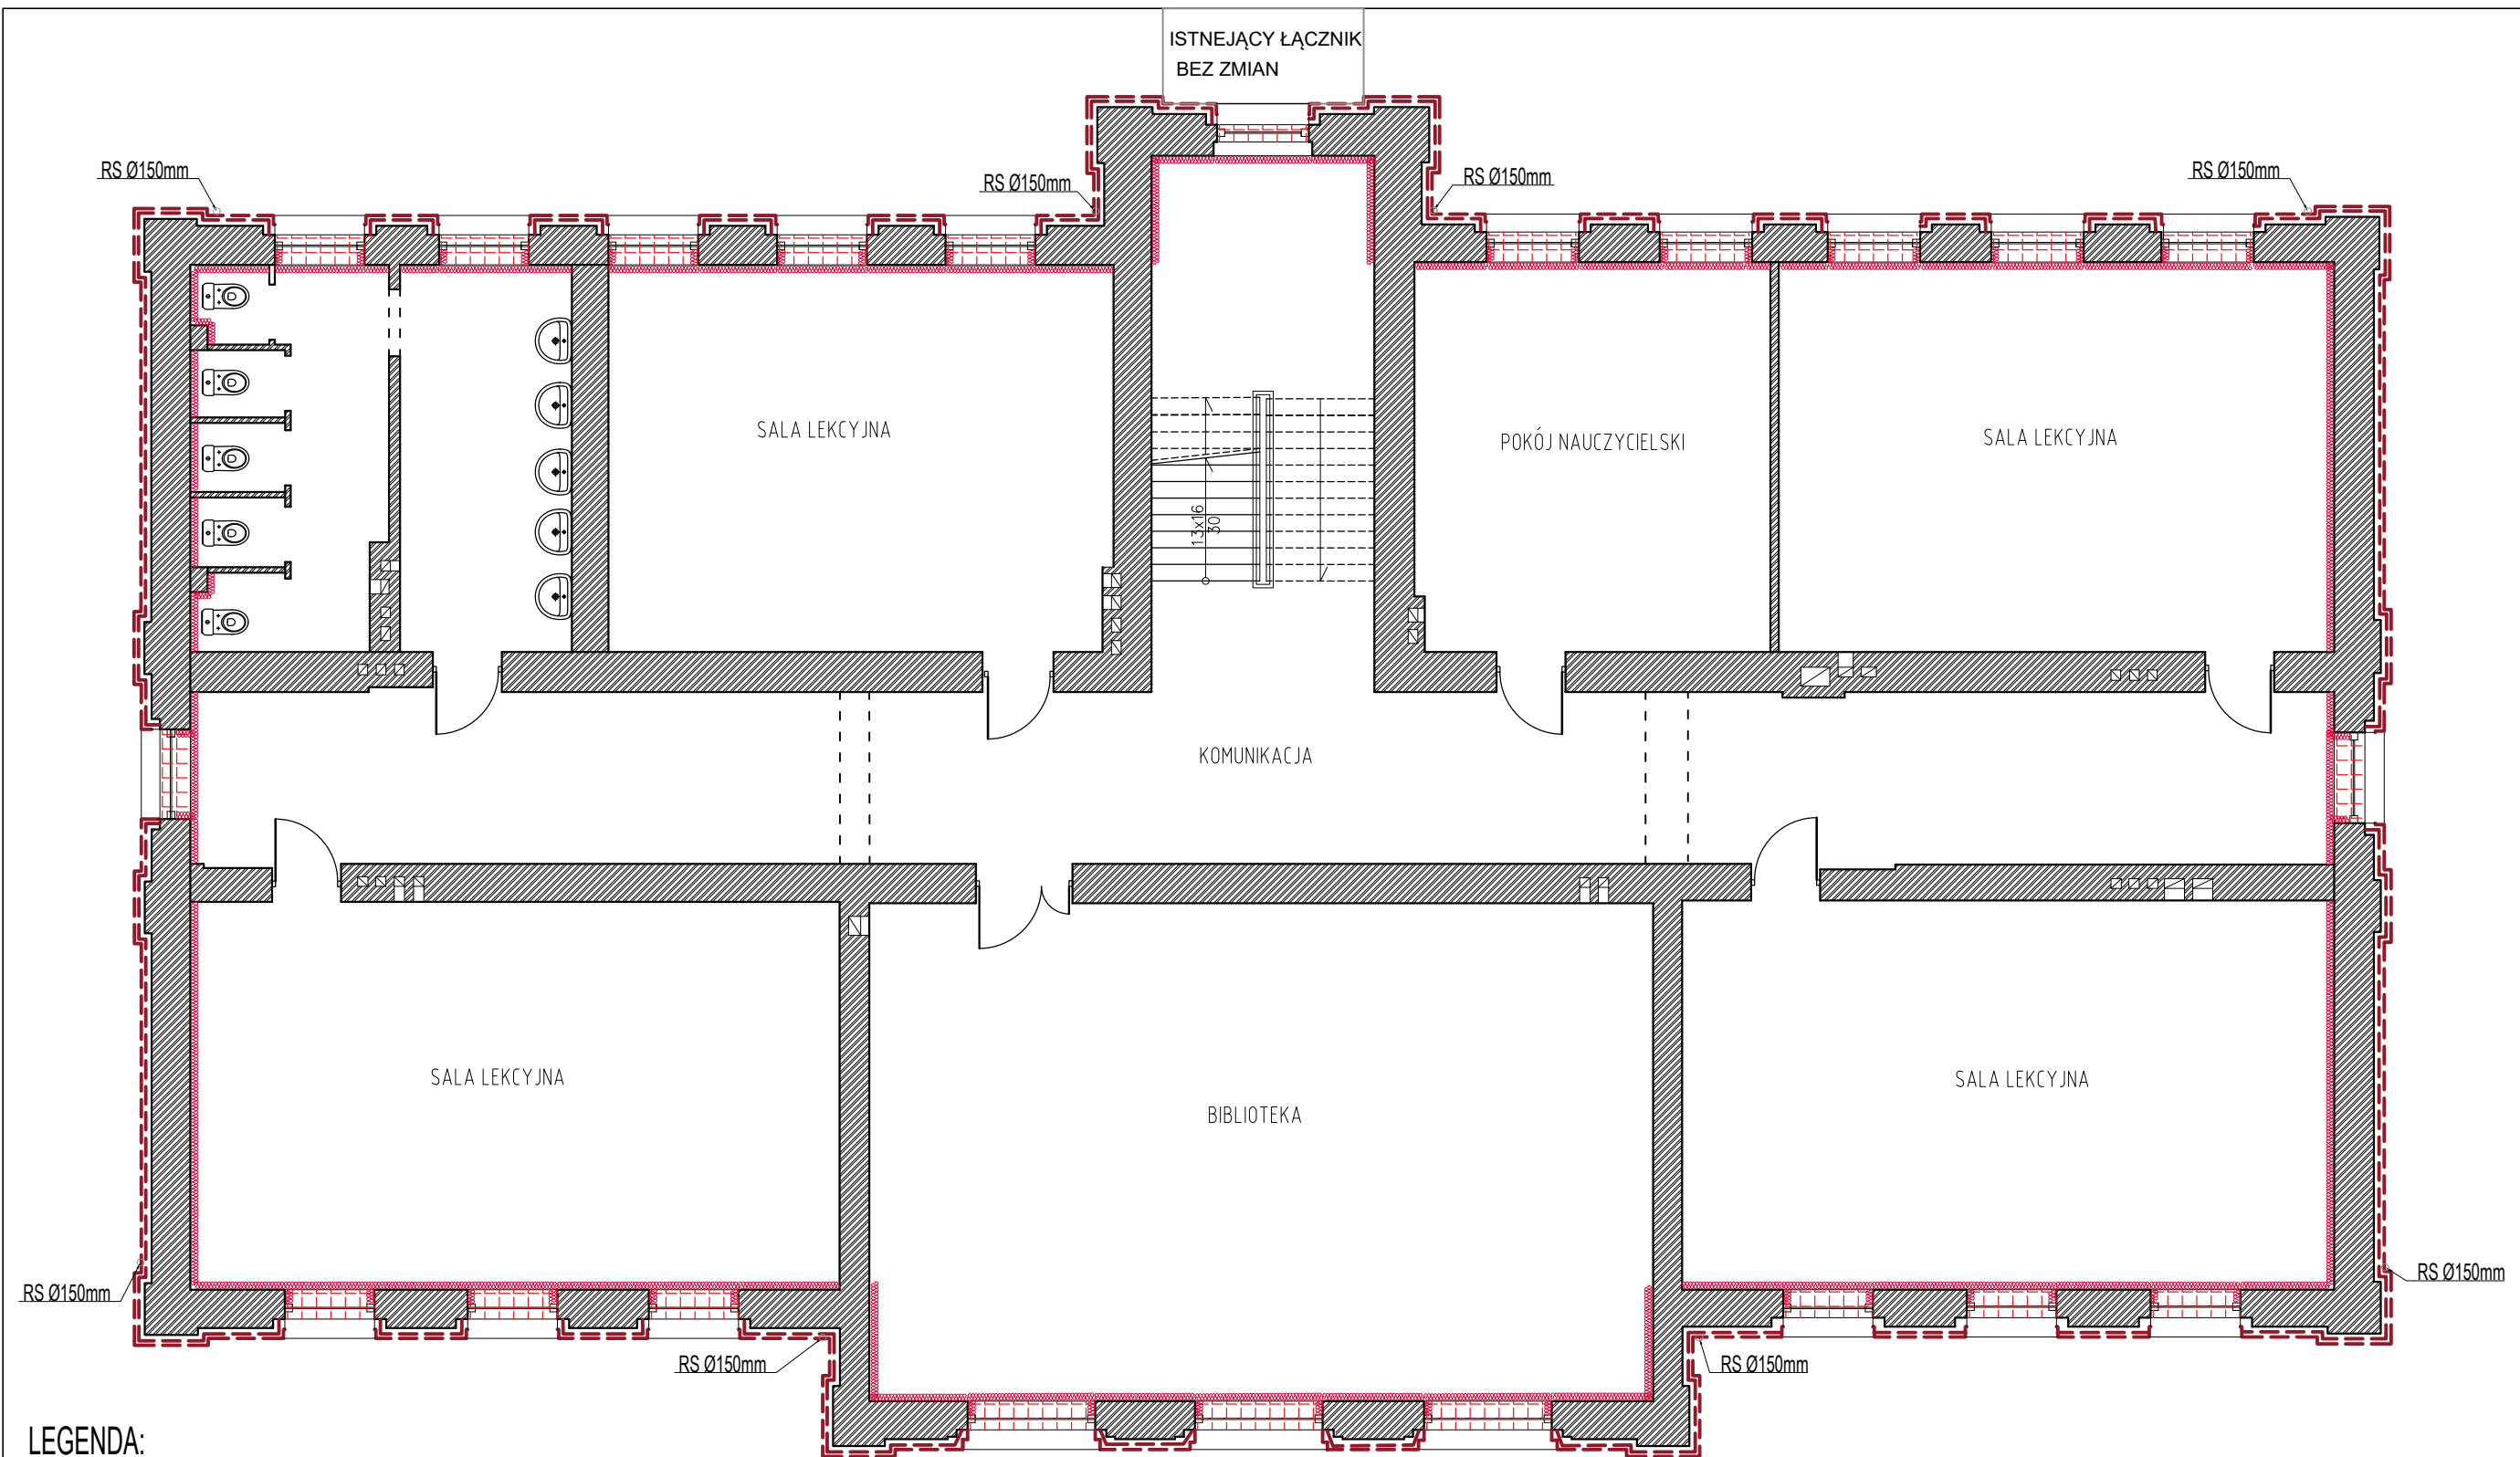 ISTNEJĄCY ŁĄCZNIK
BEZ ZMIAN
RS Ø150mm
RS Ø150mm
RS Ø150mm
RS Ø150mm
SALA LEKCYJNA
POKÓJ NAUCZYCIELSKI
SALA LEKCYJNA
13x16
30
KOMUNIKACJA
SALA LEKCYJNA
BIBLIOTEKA
SALA LEKCYJNA
RS Ø150mm
RS Ø150mm
RS Ø150mm
RS Ø150mm
LEGENDA: